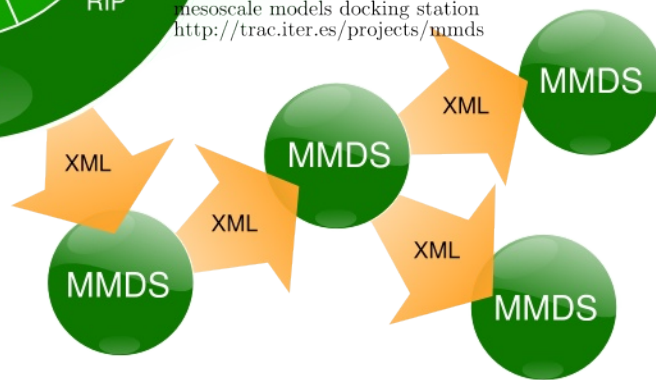 RIP
mesoscale models docking station
http://trac.iter.es/projects/mmds
XML
MMDS
MMDS
XML
XML
XML
MMDS
MMDS